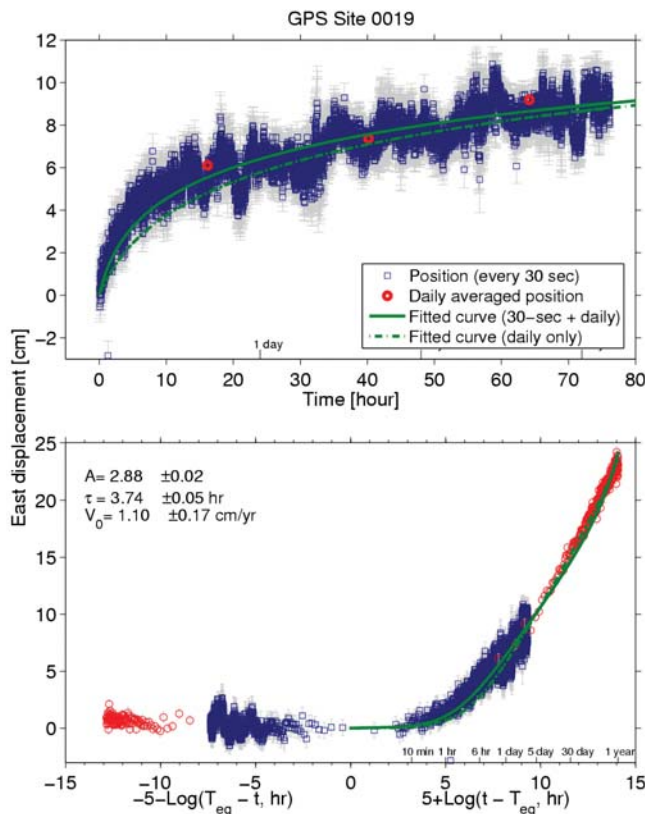 GPS Site 0019
12
10
8
6
4
2
0
−2
Position (every 30 sec)
Daily averaged position
Fitted curve (30−sec + daily)
Fitted curve (daily only)
1 day
0 10 20 30 40 50 60 70 80
Time [hour]
East displacement [cm]
25
20
15
10
5
0
A= 2.88 ±0.02
τ = 3.74 ±0.05 hr
V0= 1.10 ±0.17 cm/yr
10 min 1 hr 6 hr 1 day 5 day 30 day 1 year
−15 −10 −5 0 5 10 15
−5−Log(Teq − t, hr) 5+Log(t − Teq, hr)